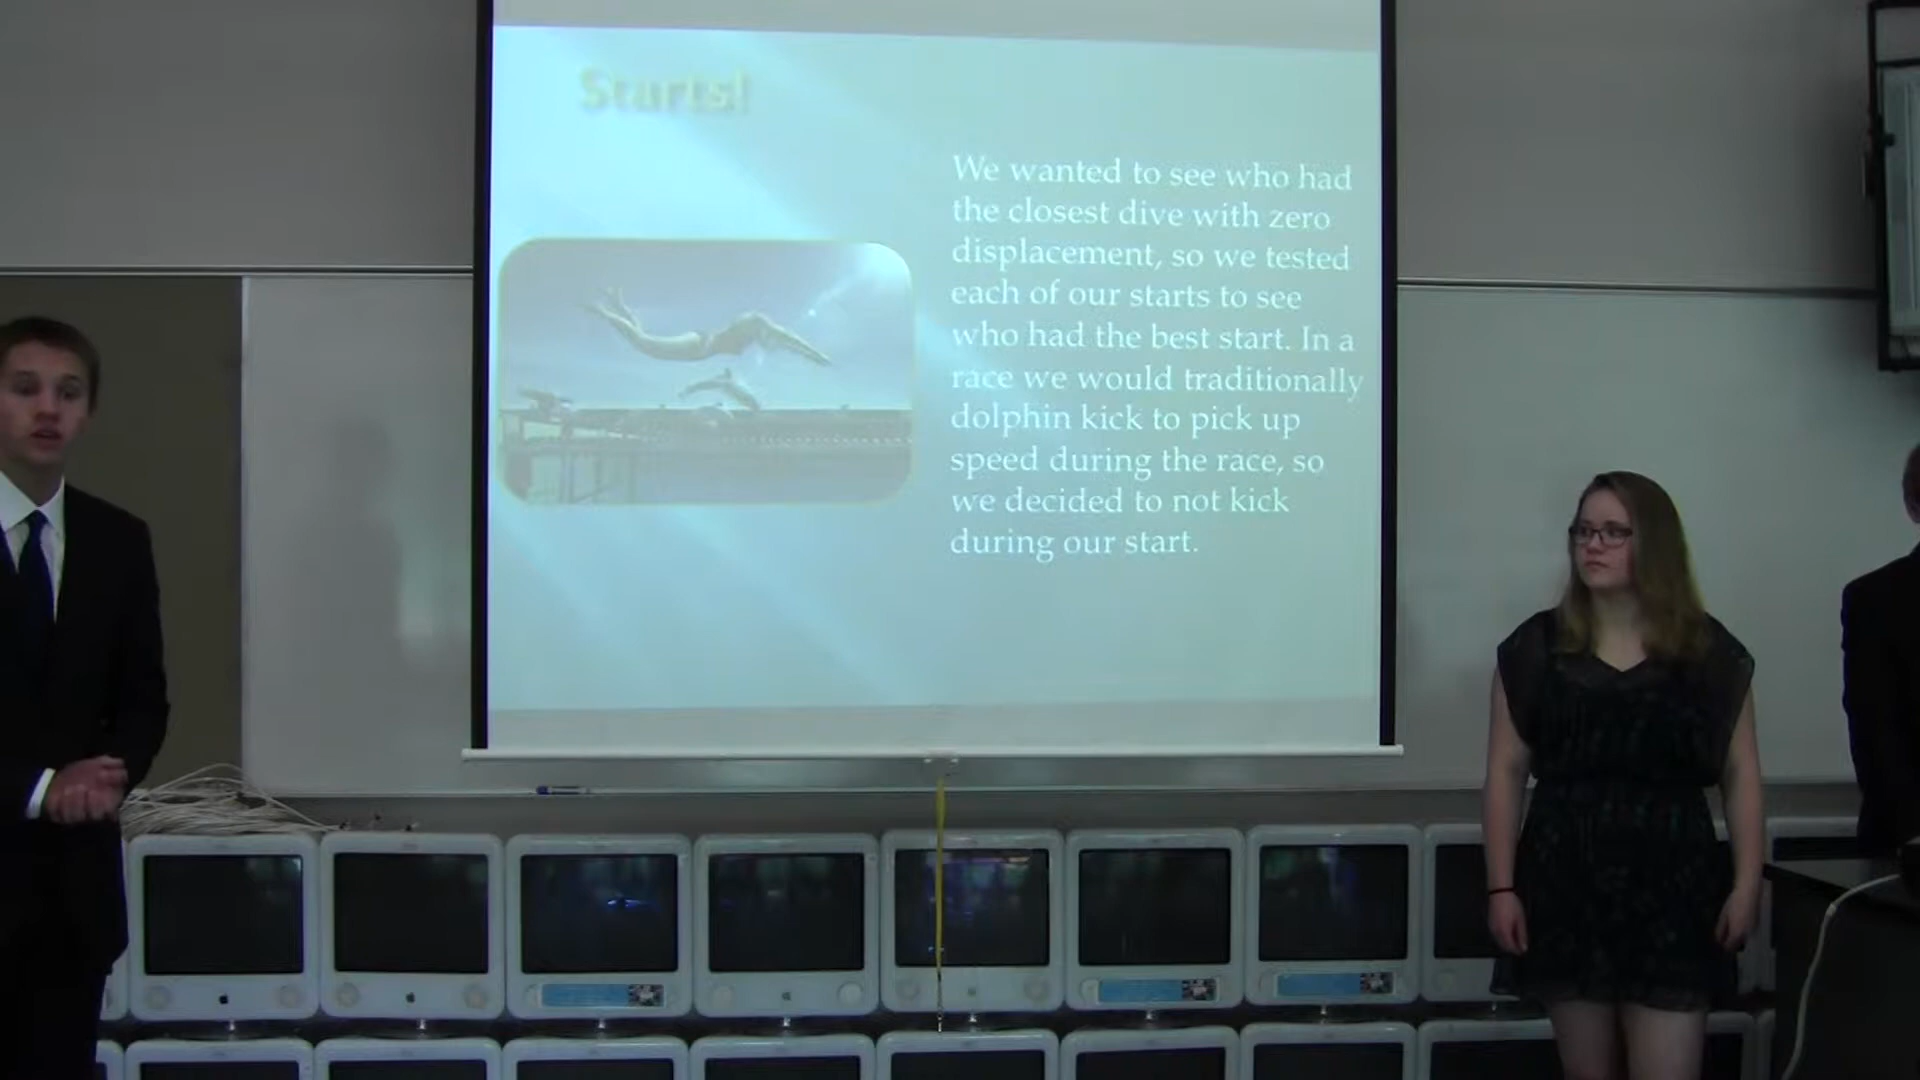 Starts!
We wanted to see who had
the closest dive with zero
displacement, so we tested
each of our starts to see
who had the best start. In a
race we would traditionally
dolphin kick to pick up
speed during the race, so
we decided to not kick
during our start.